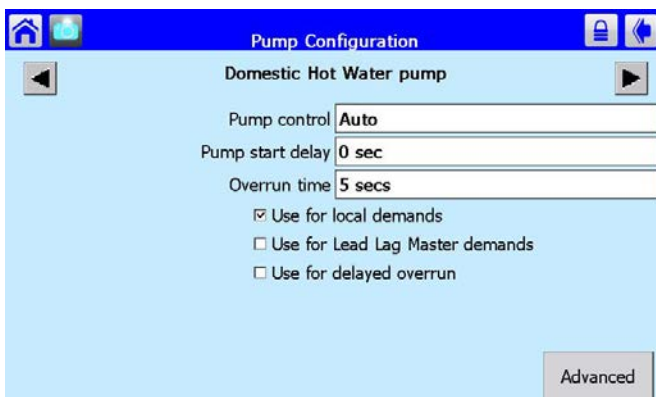 Pump Configuration
Domestic Hot Water pump
Pump control Auto
Pump start delay 0 sec
Overrun time 5 secs
Use for local demands
Use for Lead Lag Master demands
Use for delayed overrun
Advanced